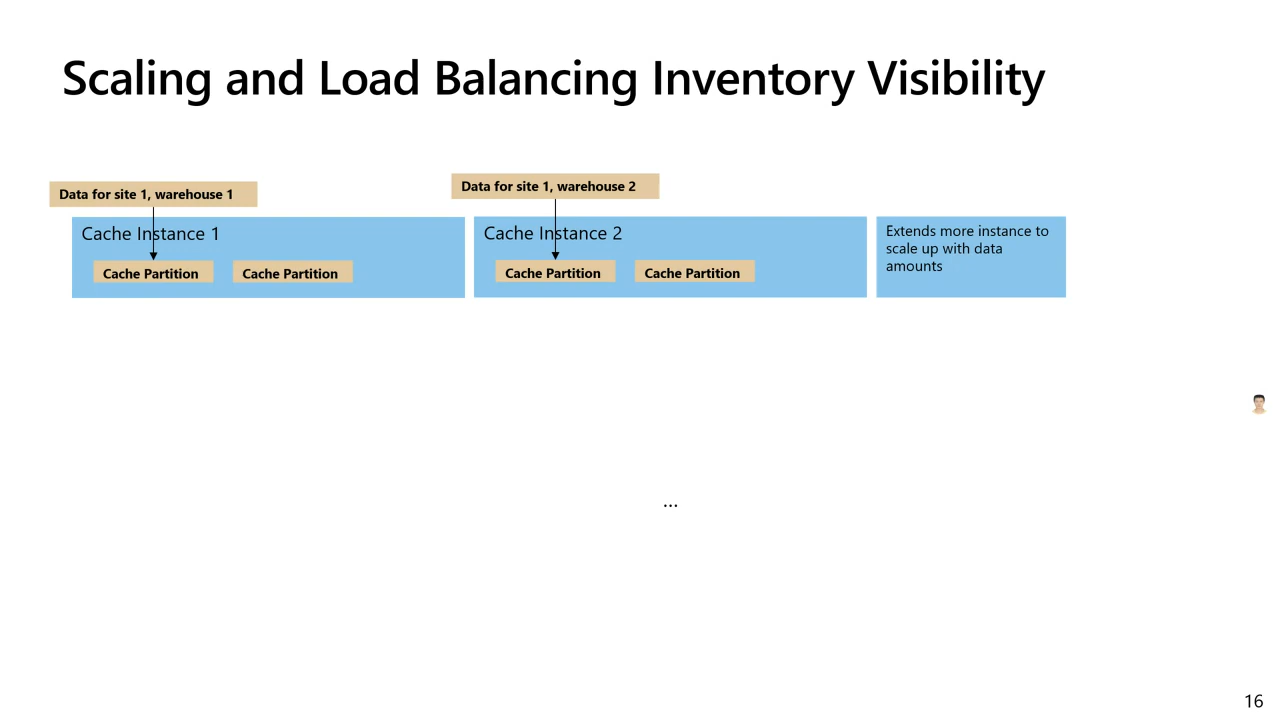 Scaling and Load Balancing Inventory Visibility
Data for site 1, warehouse 1
Data for site 1, warehouse 2
Cache Instance 1
Cache Partition
Cache Partition
Cache Instance 2
Cache Partition
Cache Partition
Extends more instance to
scale up with data
amounts
...
16